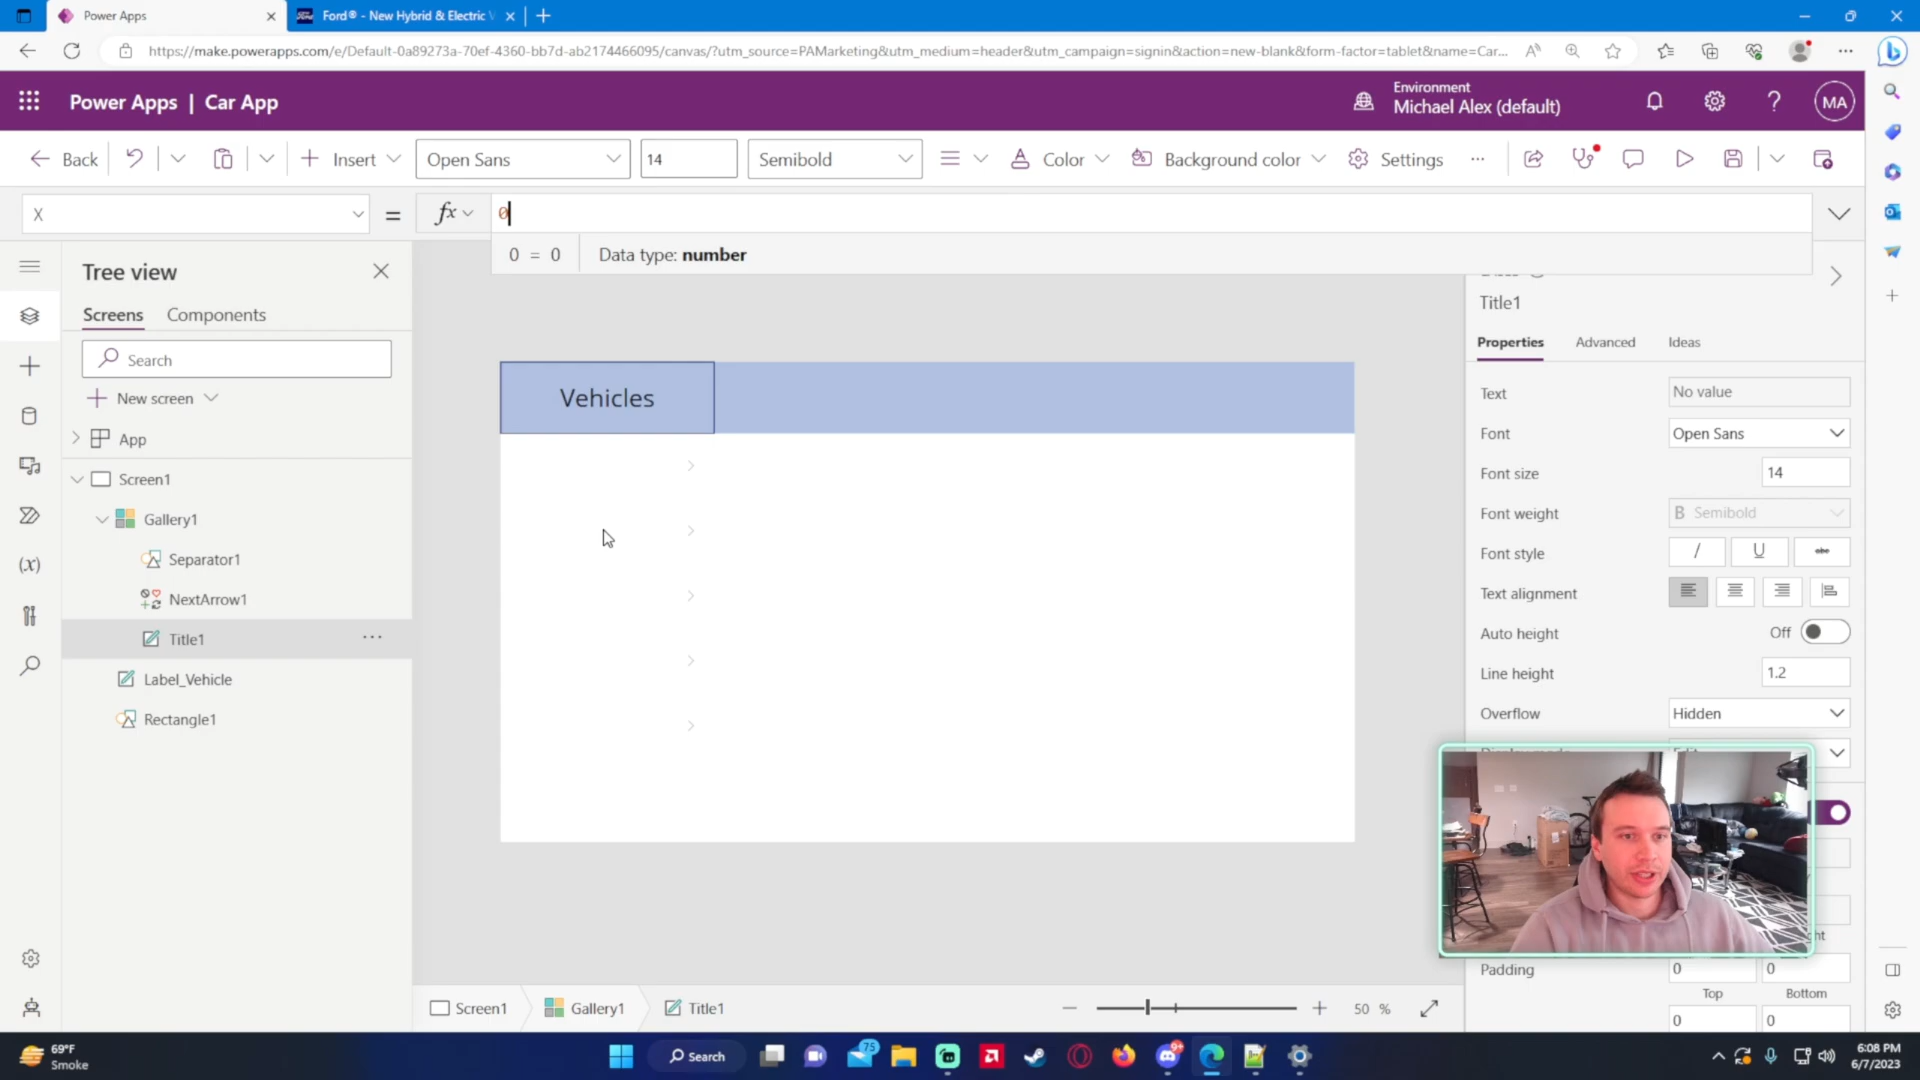 Power Apps
Ford® - New Hybrid & Electric V
https://make.powerapps.com/e/Default-0a89273a-70ef-4360-bb7d-ab2174466095/canvas/?utm_source=PAMarketing&utm_medium=header&utm_campaign=signin&action=new-blank&form-factor=tablet&name=Car...
Power Apps | Car App
Environment
Michael Alex (default)
MA
Back
Insert
Open Sans
14
Semibold
Color
Background color
Settings
X
=
fx
0
0 = 0
Data type: number
Tree view
Screens
Components
Search
New screen
App
Screen1
Gallery1
Separator1
NextArrow1
Title1
Label_Vehicle
Rectangle1
Vehicles
Title1
Properties
Advanced
Ideas
Text
No value
Font
Open Sans
Font size
14
Font weight
B Semibold
Font style
/ U abc
Text alignment
Auto height
Off
Line height
1.2
Overflow
Hidden
Padding
0
0
Top
Bottom
0
0
Screen1
Gallery1
Title1
50 %
69°F
Smoke
Search
75
9+
6:08 PM
6/7/2023